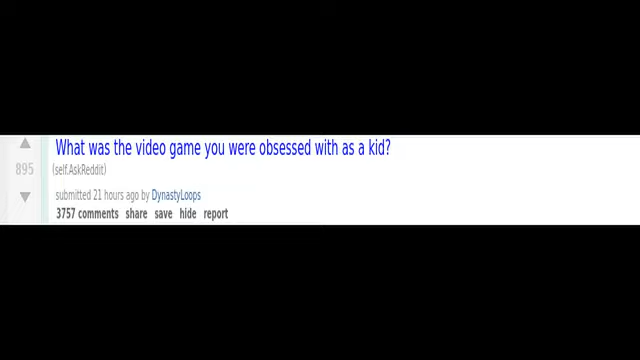 What was the video game you were obsessed with as a kid?
895
(self.AskReddit)
submitted 21 hours ago by DynastyLoops
3757 comments share save hide report